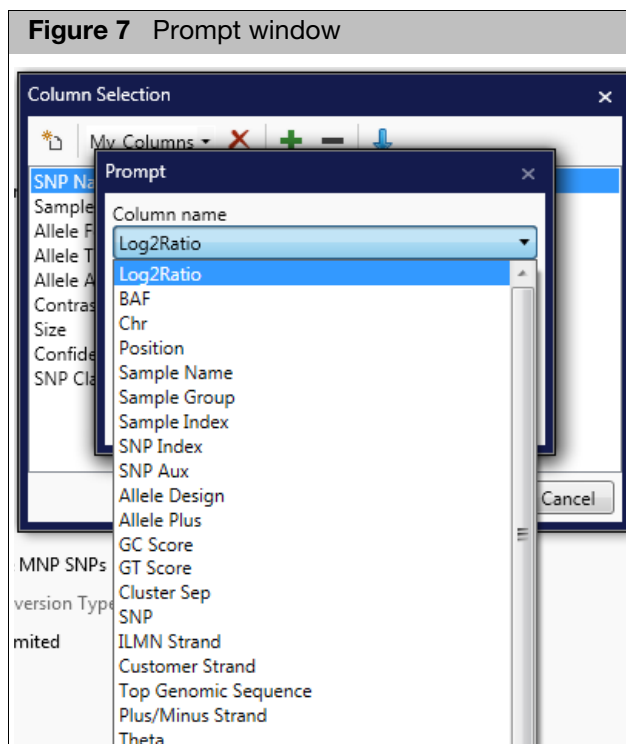 Figure 7 Prompt window
Column Selection
My Columns
SNP Na
Prompt
Sample
Column name
Allele F
Log2Ratio
Allele T
Allele A
Log2Ratio
Contras
BAF
Size
Chr
Confide
Position
SNP Cla
Sample Name
Sample Group
Sample Index
SNP Index
SNP Aux
Allele Design
Cancel
Allele Plus
GC Score
MNP SNPs
GT Score
Cluster Sep
version Type
SNP
mited
ILMN Strand
Customer Strand
Top Genomic Sequence
Plus/Minus Strand
Theta